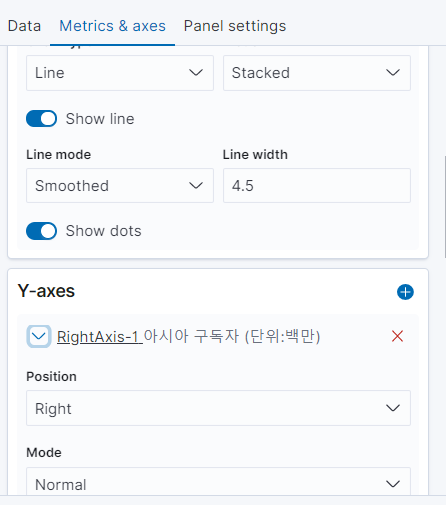 Data Metrics & axes Panel settings
Line Stacked
Show line
Line mode Line width
Smoothed 4.5
Show dots
Y-axes
RightAxis-1 아시아 구독자 (단위:백만)
Position
Right
Mode
Normal